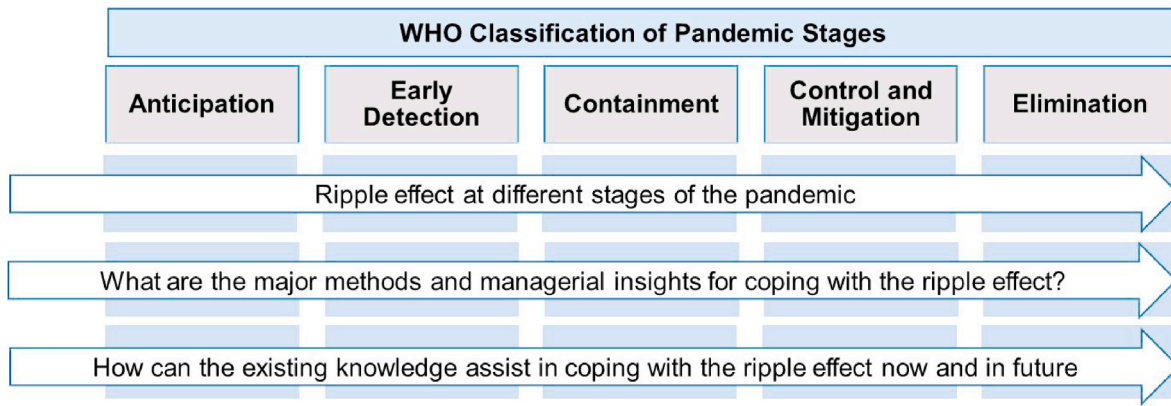 WHO Classification of Pandemic Stages
Anticipation
Early
Detection
Containment
Control and
Mitigation
Elimination
Ripple effect at different stages of the pandemic
What are the major methods and managerial insights for coping with the ripple effect?
How can the existing knowledge assist in coping with the ripple effect now and in future